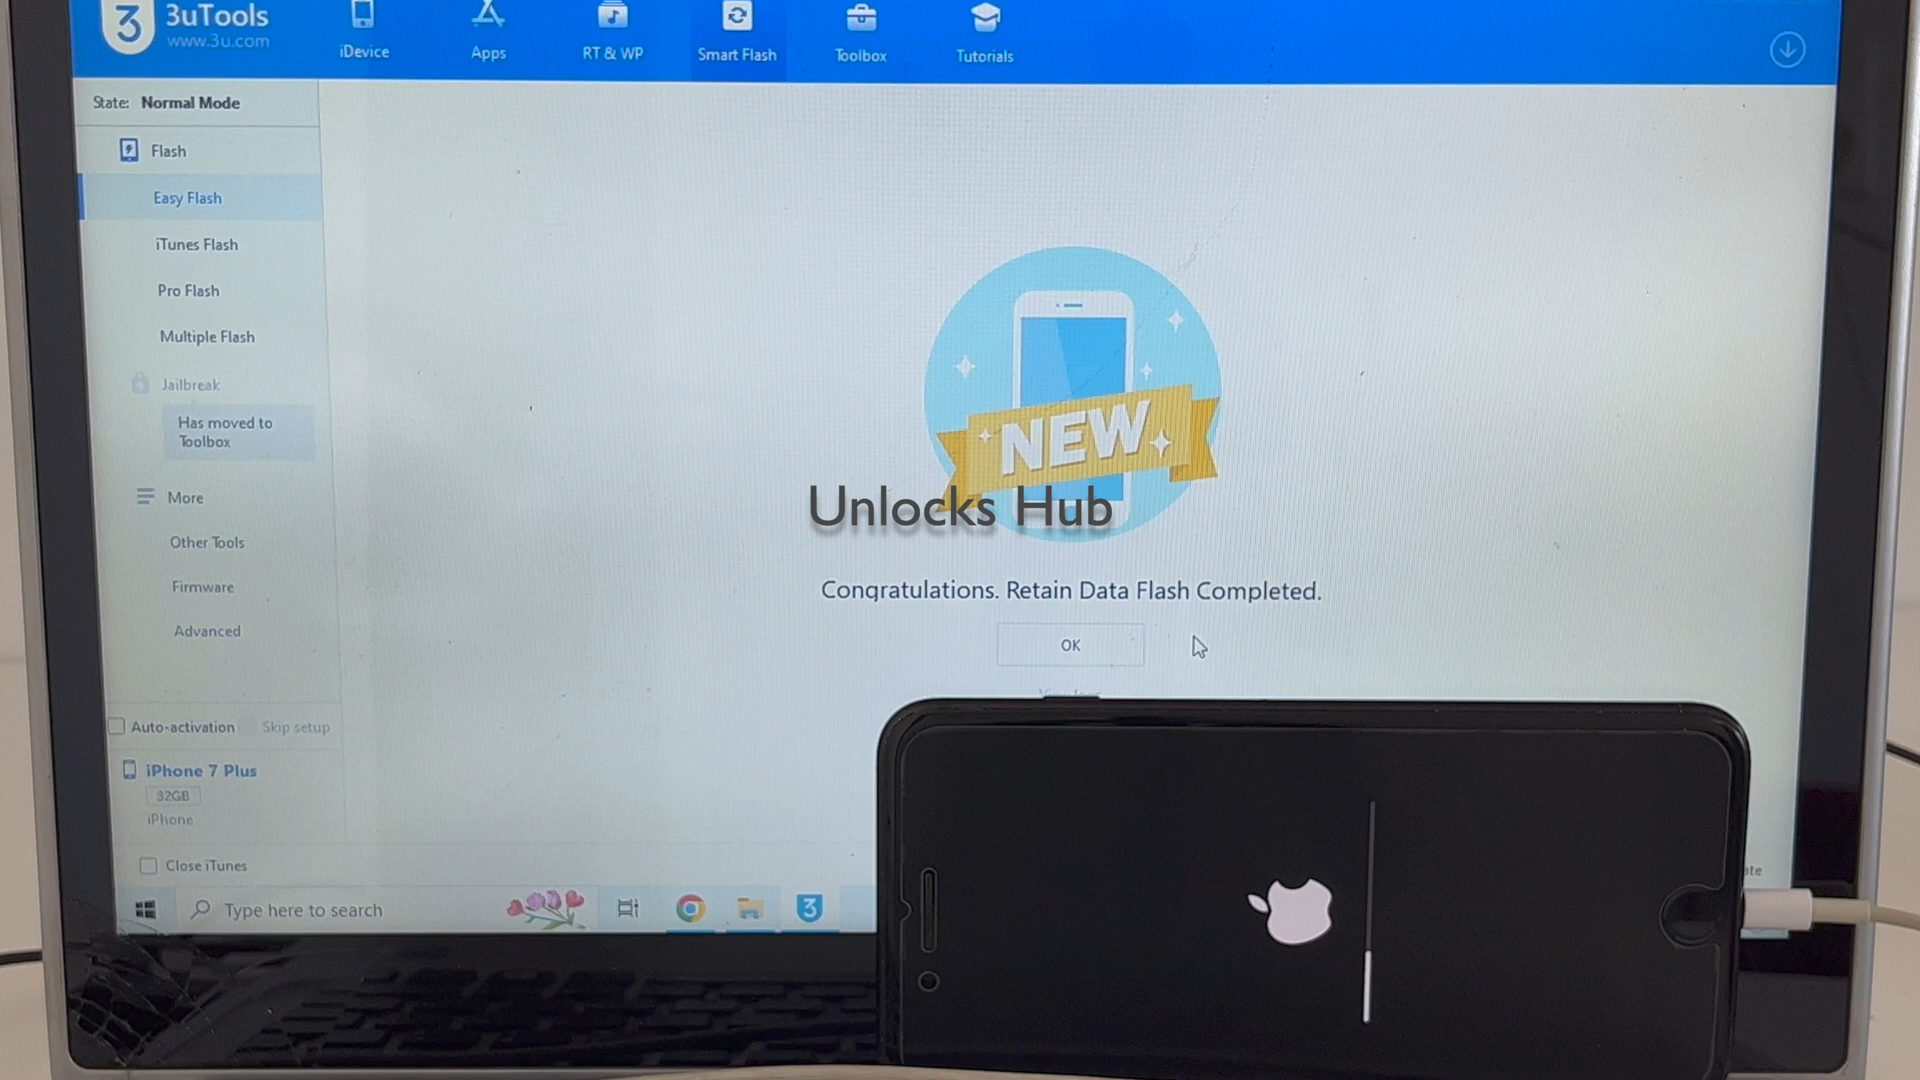 3 3uTools
www.3u.com
iDevice
Apps
RT & WP
Smart Flash
Toolbox
Tutorials
State: Normal Mode
Flash
Easy Flash
iTunes Flash
Pro Flash
Multiple Flash
Jailbreak
Has moved to
Toolbox
More
Other Tools
Firmware
Advanced
Auto-activation
Skip setup
iPhone 7 Plus
32GB
iPhone
Close iTunes
NEW
Unlocks Hub
Congratulations. Retain Data Flash Completed.
OK
Type here to search
3